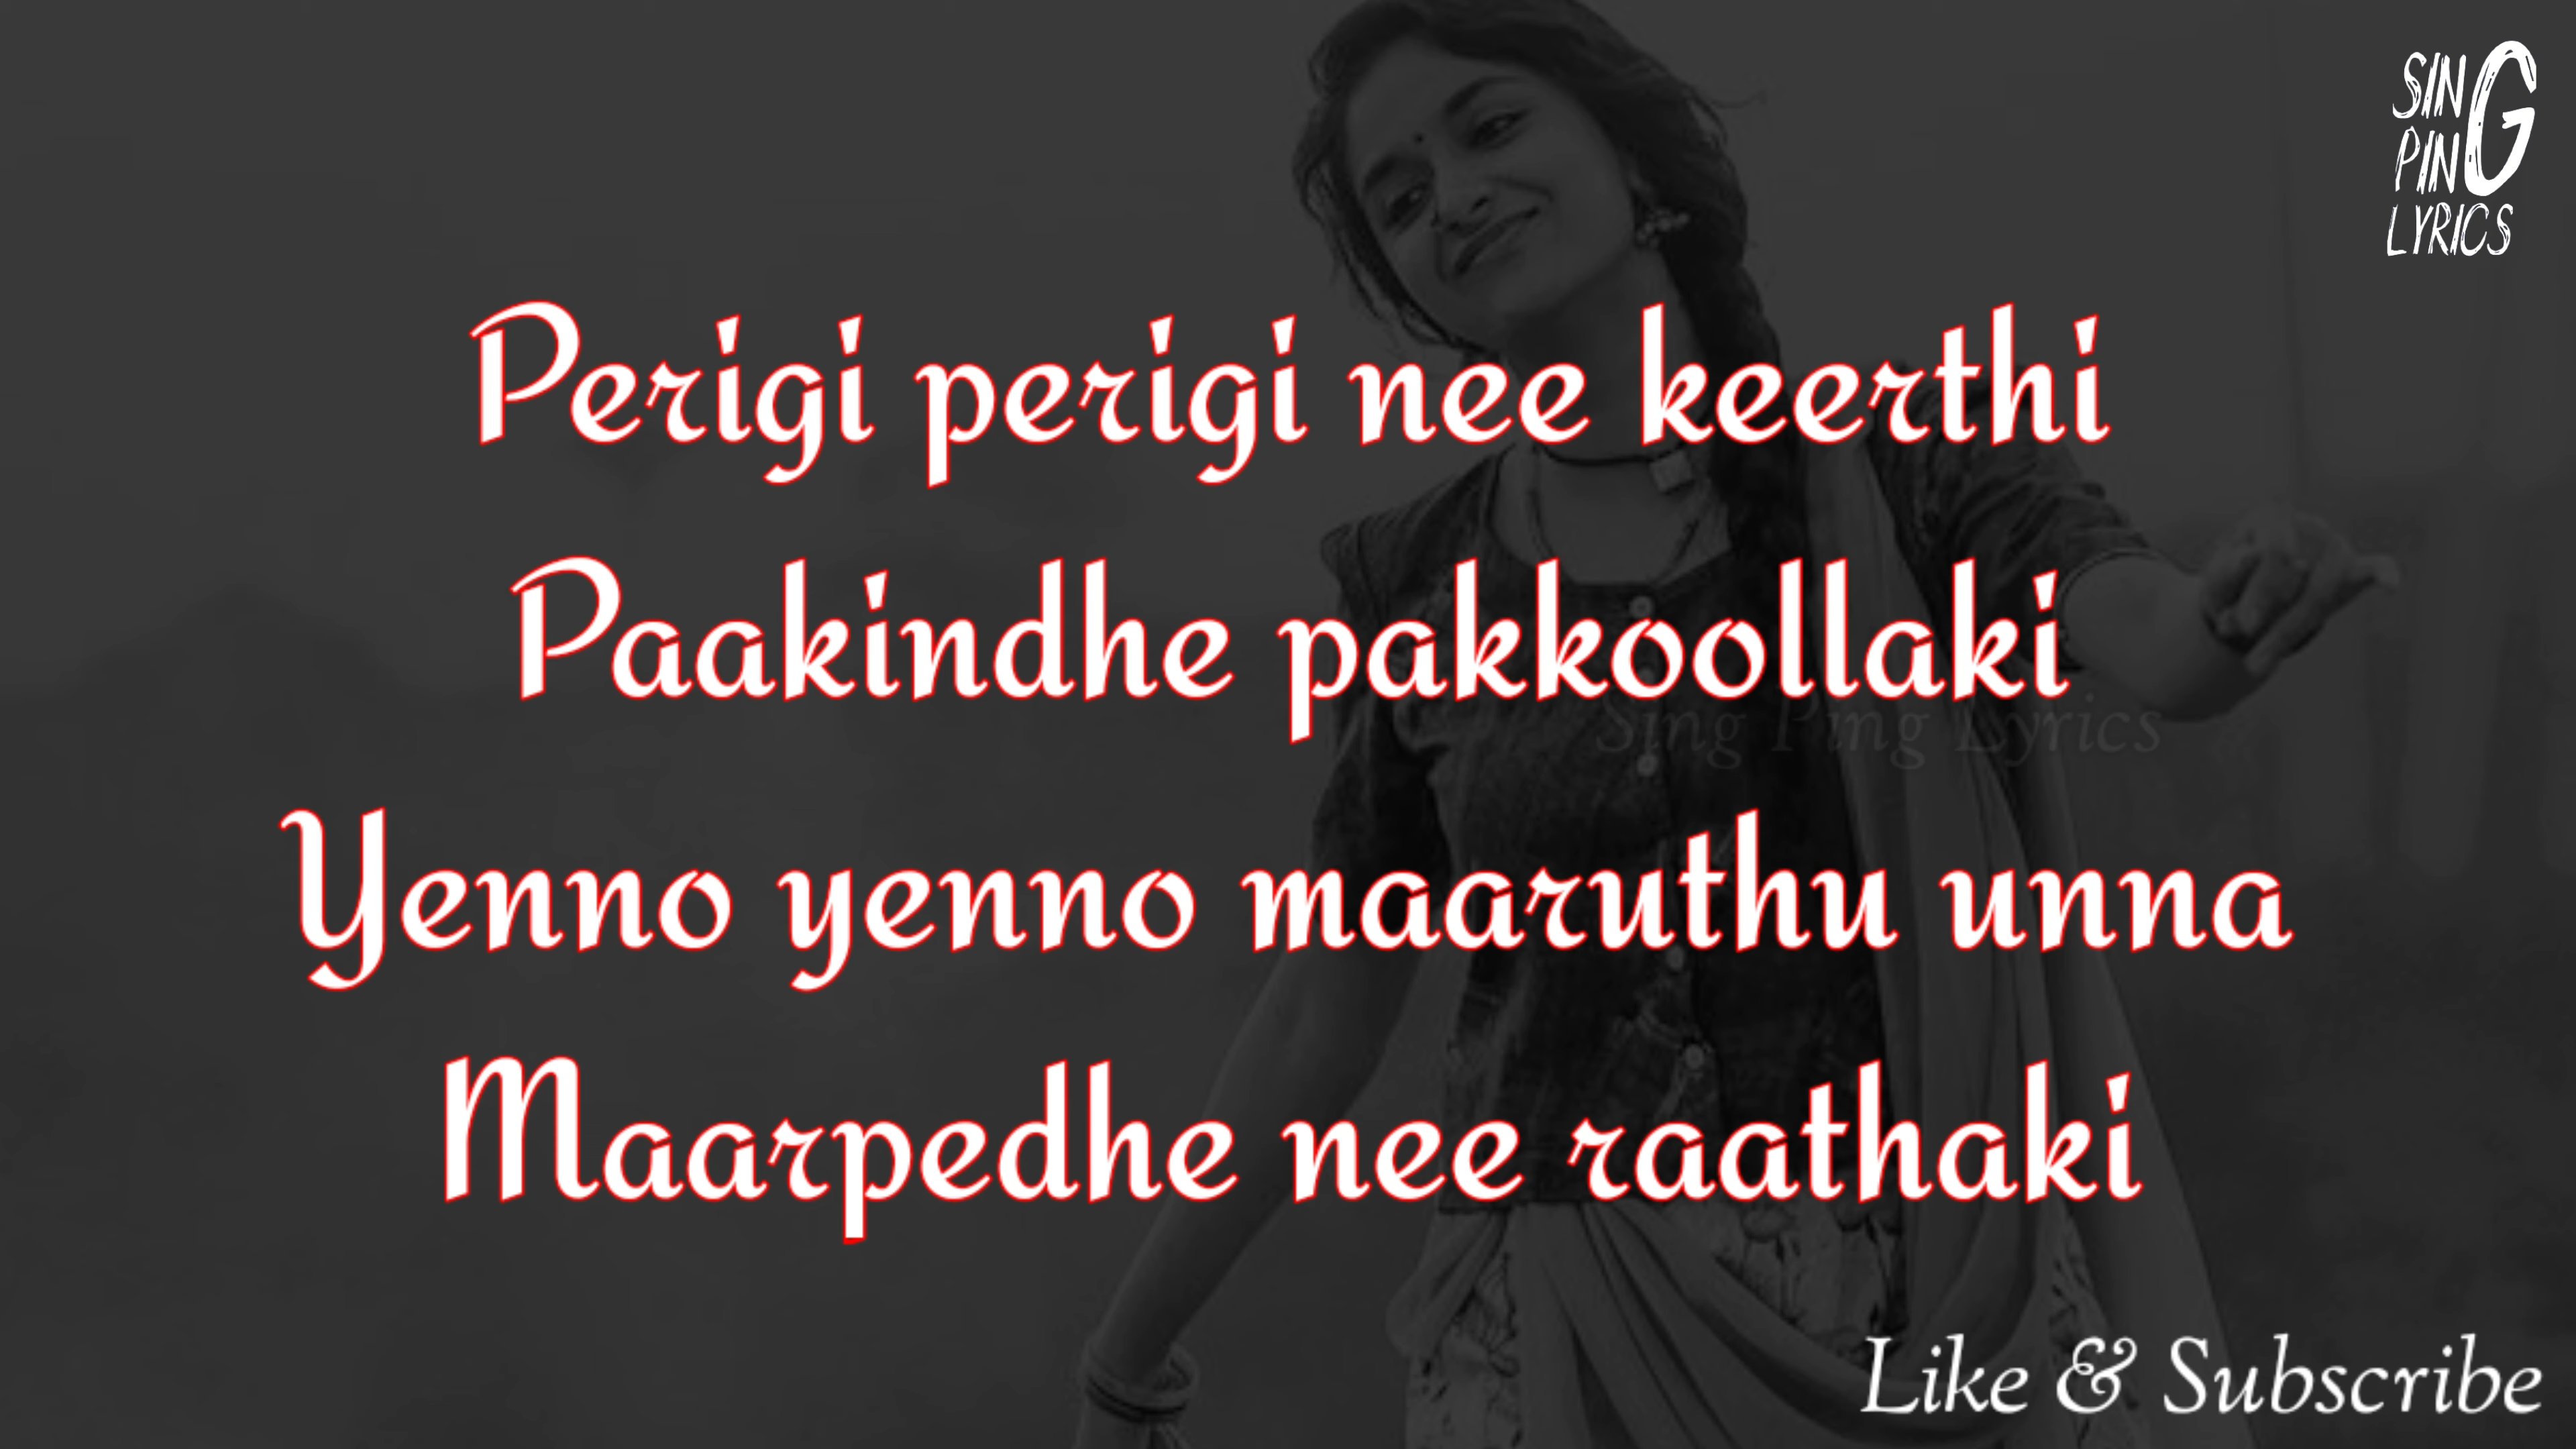 SING
PING
LYRICS
Perigi perigi nee keerthi
Paakindhe pakkoollaki
Sing Ping Lyrics
Yenno yenno maaruthu unna
Maarpedhe nee raathaki
Like & Subscribe